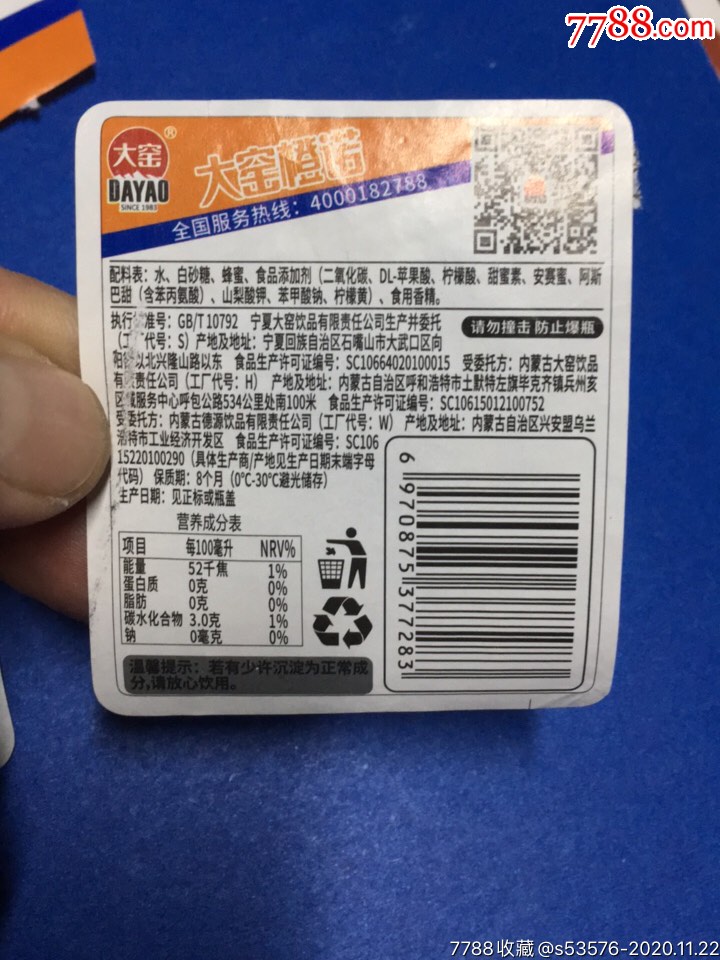 7788.com
大窑®
DAYAO
SINCE 1983
大窑橙诺
全国服务热线：4000182788
配料表：水、白砂糖、蜂蜜、食品添加剂（二氧化碳、DL-苹果酸、柠檬酸、甜蜜素、安赛蜜、阿斯
巴甜（含苯丙氨酸）、山梨酸钾、苯甲酸钠、柠檬黄）、食用香精。
执行标准号：GB/T 10792 宁夏大窑饮品有限责任公司生产并委托
（工厂代号：S）产地及地址：宁夏回族自治区石嘴山市大武口区向
阳街以北兴隆山路以东 食品生产许可证编号：SC10664020100015 受委托方：内蒙古大窑饮品
有限责任公司（工厂代号：H） 产地及地址：内蒙古自治区呼和浩特市土默特左旗毕克齐镇兵州亥
区域服务中心呼包公路534公里处南100米 食品生产许可证编号：SC10615012100752
受委托方：内蒙古德源饮品有限责任公司（工厂代号：W） 产地及地址：内蒙古自治区兴安盟乌兰
浩特市工业经济开发区 食品生产许可证编号：SC106
15220100290（具体生产商/产地见生产日期末端字母
代码） 保质期：8个月（0℃-30℃避光储存）
生产日期：见正标或瓶盖
请勿撞击 防止爆瓶
营养成分表
项目 每100毫升 NRV%
能量 52千焦 1%
蛋白质 0克 0%
脂肪 0克 0%
碳水化合物 3.0克 1%
钠 0毫克 0%
温馨提示：若有少许沉淀为正常成
分,请放心饮用。
6 970875 377283
7788收藏@s53576-2020.11.22